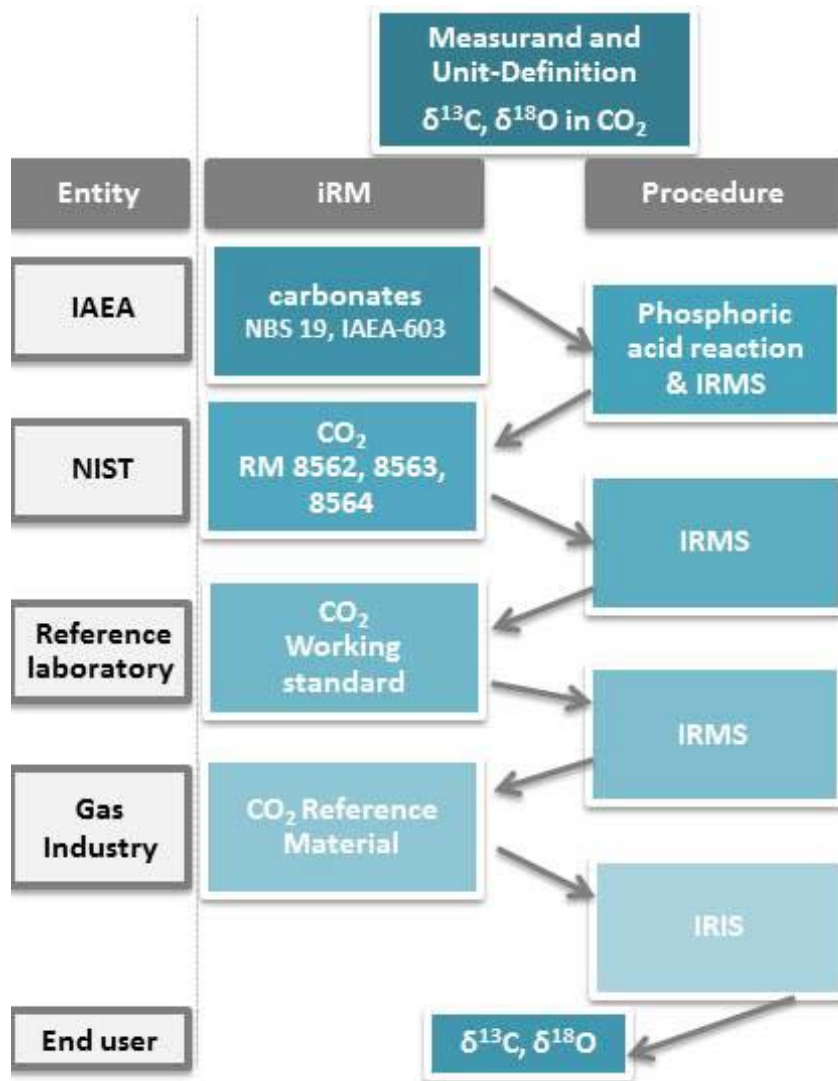 Measurand and
Unit-Definition
δ¹³C, δ¹⁸O in CO₂
Entity
iRM
Procedure
IAEA
carbonates
NBS 19, IAEA-603
Phosphoric
acid reaction
& IRMS
NIST
CO₂
RM 8562, 8563,
8564
IRMS
Reference
laboratory
CO₂
Working
standard
IRMS
Gas
Industry
CO₂ Reference
Material
IRIS
End user
δ¹³C, δ¹⁸O